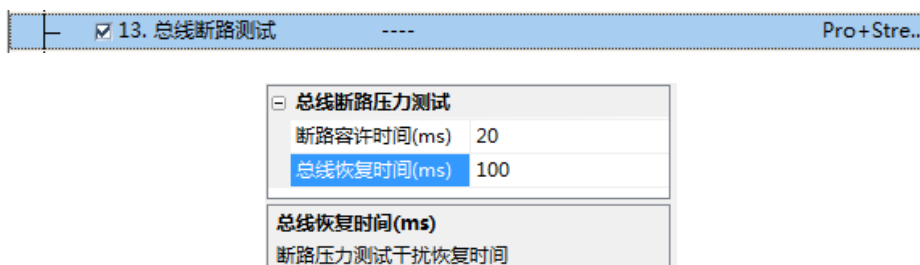 13. 总线断路测试 ---- Pro+Stre..
总线断路压力测试
断路容许时间(ms) 20
总线恢复时间(ms) 100
总线恢复时间(ms)
断路压力测试干扰恢复时间